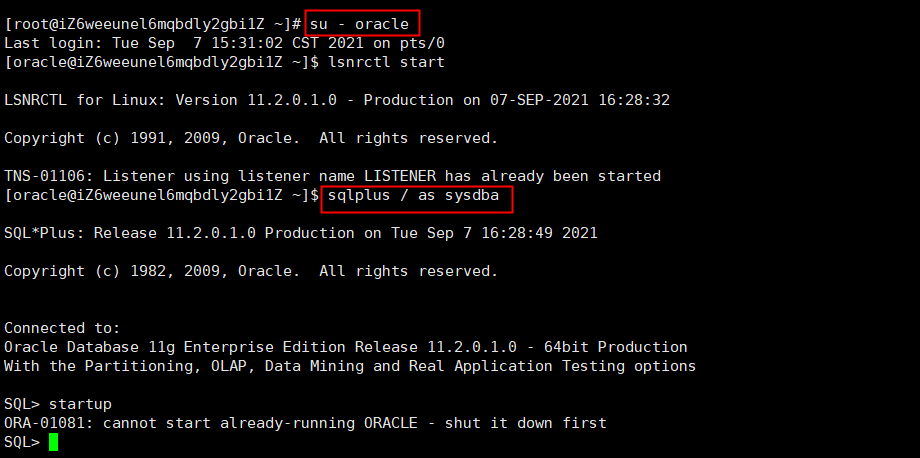 [root@iZ6weeunel6mqbdly2gbi1Z ~]# su - oracle
Last login: Tue Sep  7 15:31:02 CST 2021 on pts/0
[oracle@iZ6weeunel6mqbdly2gbi1Z ~]$ lsnrctl start
LSNRCTL for Linux: Version 11.2.0.1.0 - Production on 07-SEP-2021 16:28:32
Copyright (c) 1991, 2009, Oracle.  All rights reserved.
TNS-01106: Listener using listener name LISTENER has already been started
[oracle@iZ6weeunel6mqbdly2gbi1Z ~]$ sqlplus / as sysdba
SQL*Plus: Release 11.2.0.1.0 Production on Tue Sep 7 16:28:49 2021
Copyright (c) 1982, 2009, Oracle.  All rights reserved.
Connected to:
Oracle Database 11g Enterprise Edition Release 11.2.0.1.0 - 64bit Production
With the Partitioning, OLAP, Data Mining and Real Application Testing options
SQL> startup
ORA-01081: cannot start already-running ORACLE - shut it down first
SQL>